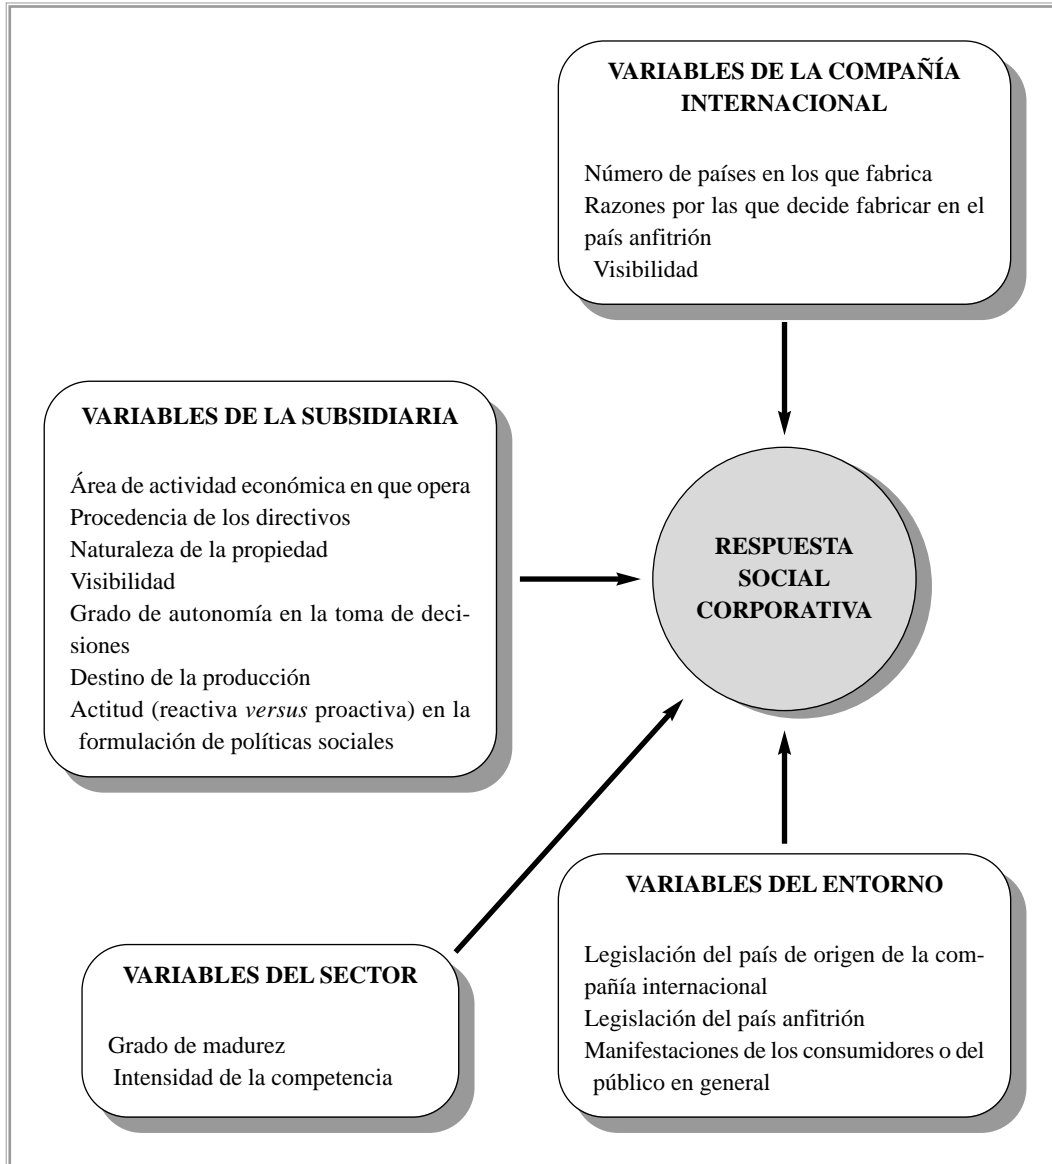 VARIABLES DE LA COMPAÑÍA
INTERNACIONAL
Número de países en los que fabrica
Razones por las que decide fabricar en el
país anfitrión
Visibilidad
VARIABLES DE LA SUBSIDIARIA
Área de actividad económica en que opera
Procedencia de los directivos
Naturaleza de la propiedad
Visibilidad
Grado de autonomía en la toma de deci-
siones
Destino de la producción
Actitud (reactiva versus proactiva) en la
formulación de políticas sociales
RESPUESTA
SOCIAL
CORPORATIVA
VARIABLES DEL SECTOR
Grado de madurez
Intensidad de la competencia
VARIABLES DEL ENTORNO
Legislación del país de origen de la com-
pañía internacional
Legislación del país anfitrión
Manifestaciones de los consumidores o del
público en general